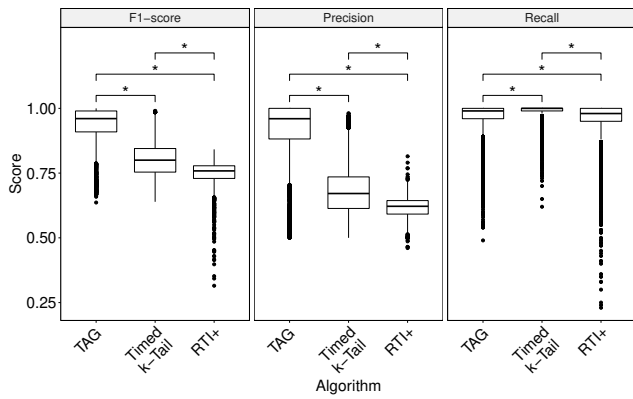 F1−score Precision Recall
* * *
* * *
* * *
1.00
0.75
0.50
0.25
Score
TAG Timed k−Tail RTI+ TAG Timed k−Tail RTI+ TAG Timed k−Tail RTI+
Algorithm